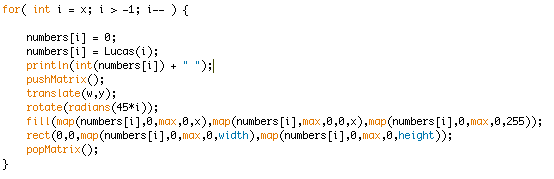 for( int i = x; i > -1; i-- ) {
numbers[i] = 0;
numbers[i] = Lucas(i);
println(int(numbers[i]) + " ");
pushMatrix();
translate(w,y);
rotate(radians(45*i));
fill(map(numbers[i],0,max,0,x),map(numbers[i],max,0,0,x),map(numbers[i],0,max,0,255));
rect(0,0,map(numbers[i],0,max,0,width),map(numbers[i],0,max,0,height));
popMatrix();
}